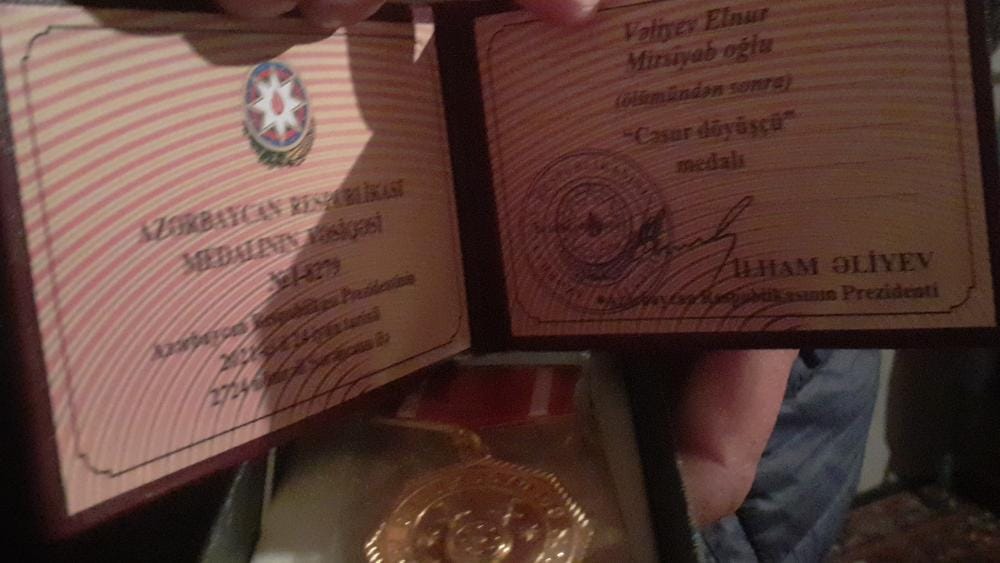 AZƏRBAYCAN RESPUBLİKASI
MEDALININ VƏSİQƏSİ
Azərbaycan Respublikası Prezidentinin
Vəliyev Elnur
Mirsiyab oğlu
(ölümündən sonra)
“Cəsur döyüşçü”
medalı
İLHAM ƏLİYEV
Azərbaycan Respublikasının Prezidenti